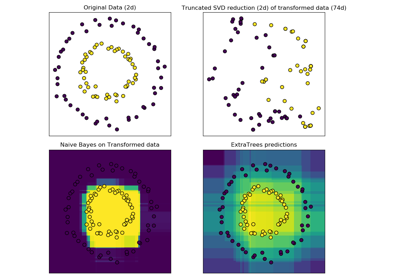 Original Data (2d)
Truncated SVD reduction (2d) of transformed data (74d)
Naive Bayes on Transformed data
ExtraTrees predictions